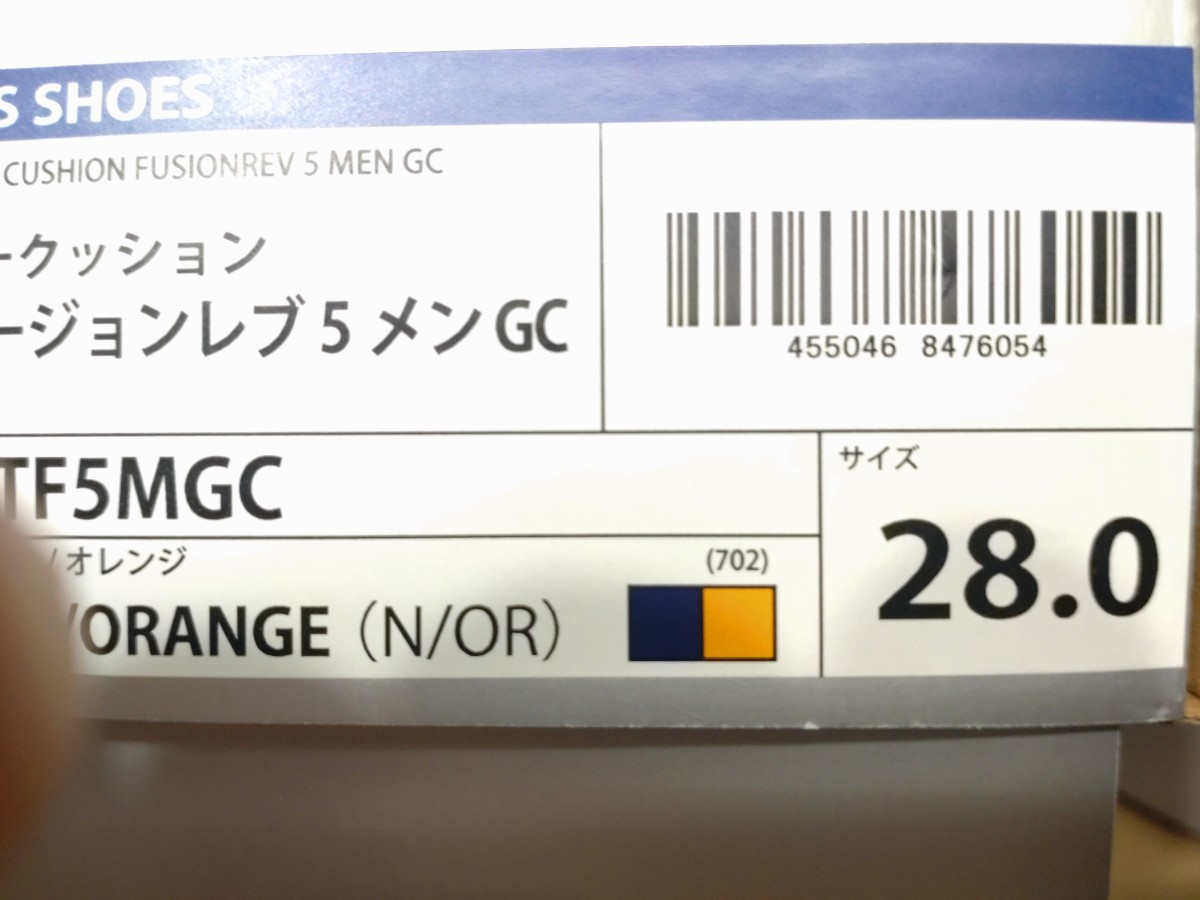 S SHOES
CUSHION FUSIONREV 5 MEN GC
ークッション
ージョンレブ 5 メン GC
455046 8476054
TF5MGC
サイズ
28.0
/ オレンジ
(702)
/ORANGE（N/OR）